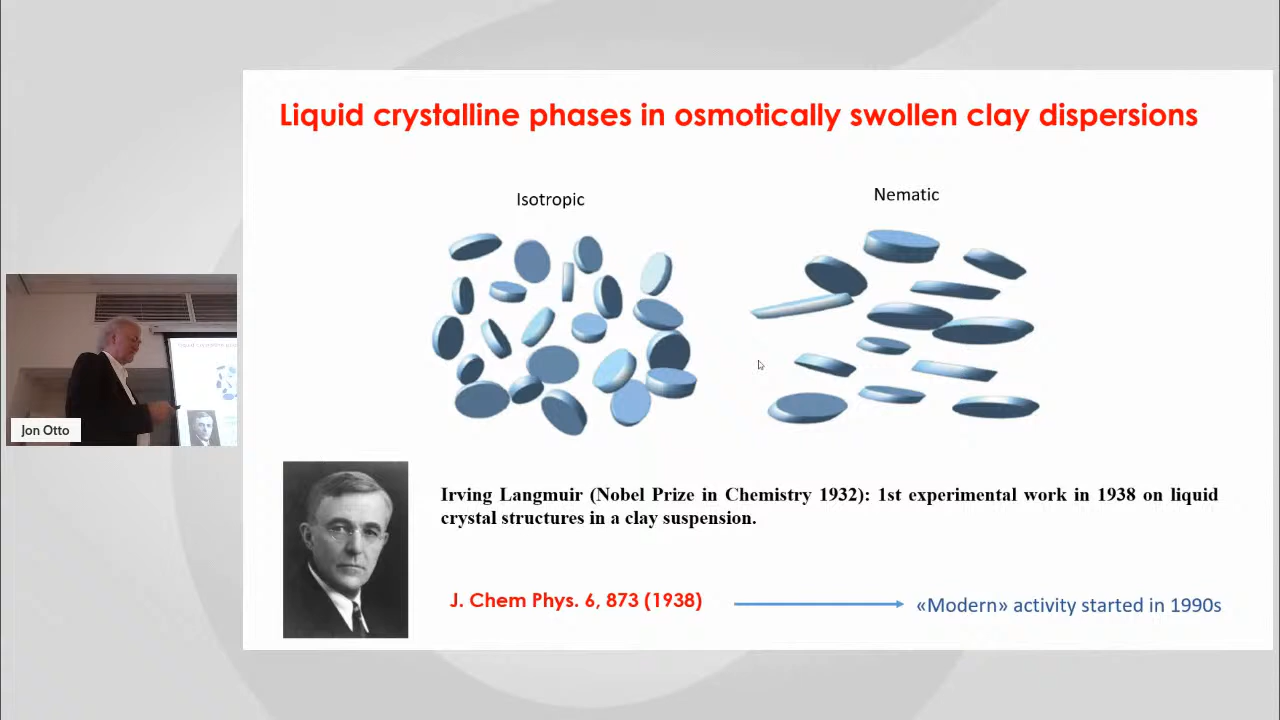 Liquid crystalline phases in osmotically swollen clay dispersions
Isotropic
Nematic
Irving Langmuir (Nobel Prize in Chemistry 1932): 1st experimental work in 1938 on liquid
crystal structures in a clay suspension.
J. Chem Phys. 6, 873 (1938)
«Modern» activity started in 1990s
Jon Otto